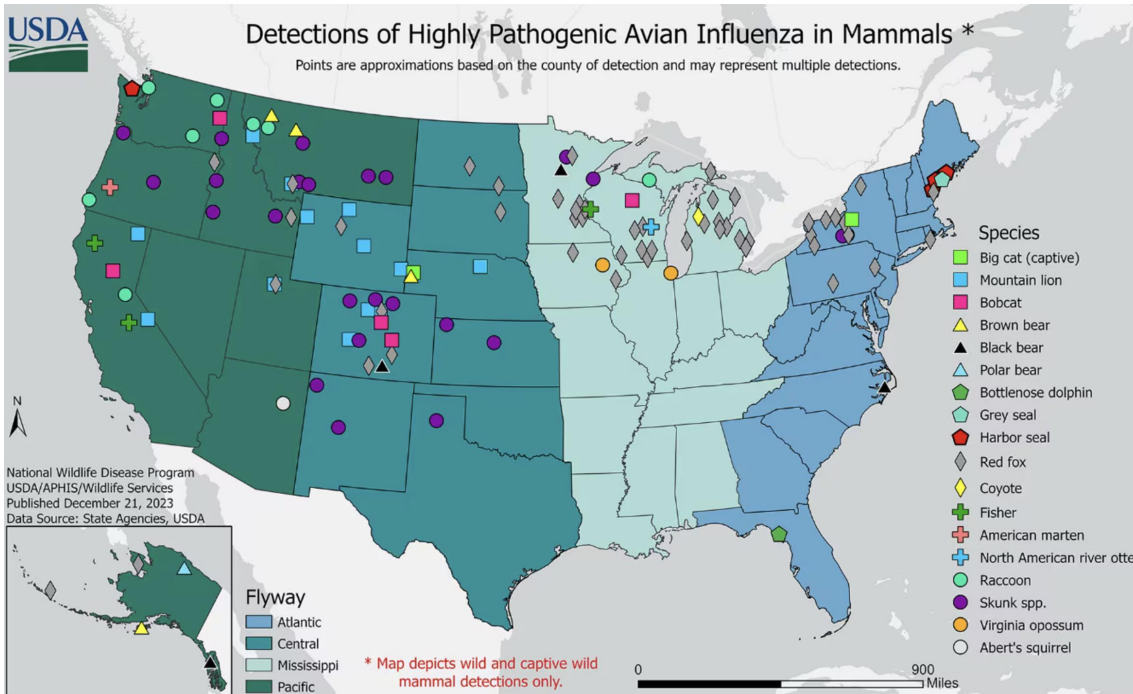 USDA
Detections of Highly Pathogenic Avian Influenza in Mammals *
Points are approximations based on the county of detection and may represent multiple detections.
Species
Big cat (captive)
Mountain lion
Bobcat
Brown bear
Black bear
Polar bear
Bottlenose dolphin
Grey seal
Harbor seal
Red fox
Coyote
Fisher
American marten
North American river otte
Raccoon
Skunk spp.
Virginia opossum
Abert's squirrel
N
National Wildlife Disease Program
USDA/APHIS/Wildlife Services
Published December 21, 2023
Data Source: State Agencies, USDA
Flyway
Atlantic
Central
Mississippi
Pacific
* Map depicts wild and captive wild
mammal detections only.
0 900
Miles